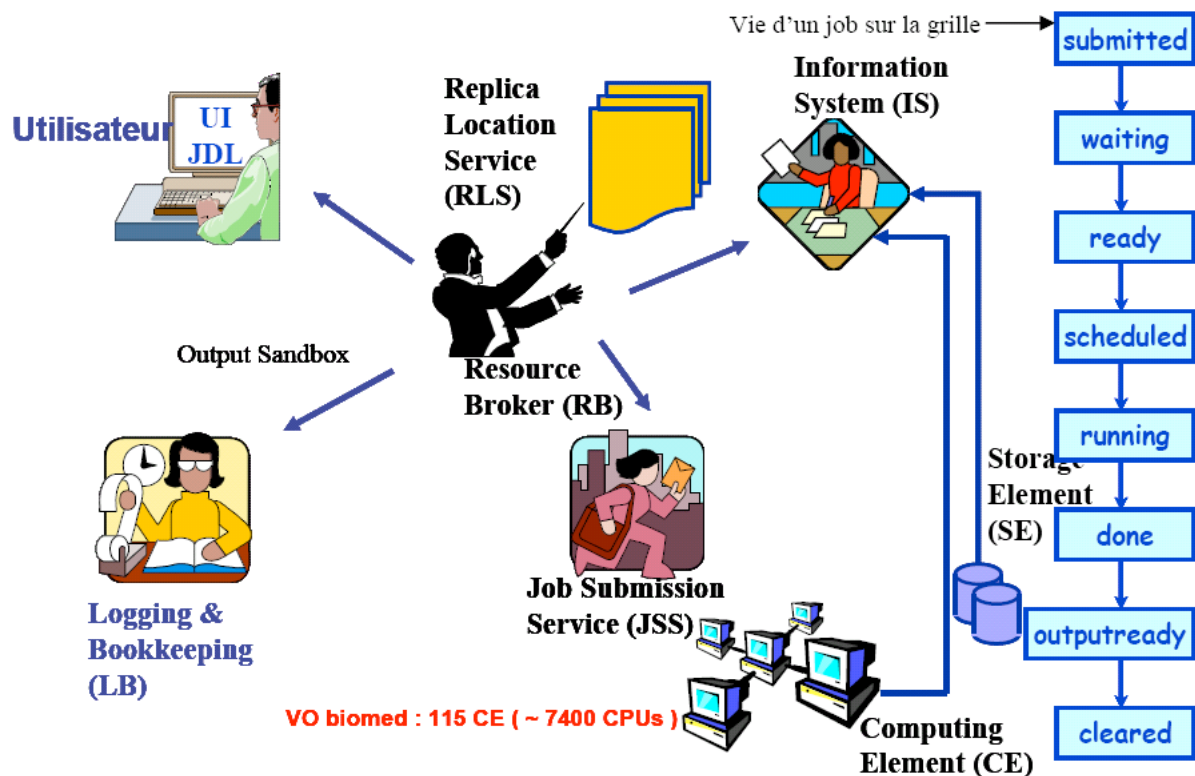 Vie d'un job sur la grille
submitted
waiting
ready
scheduled
running
done
outputready
cleared
Utilisateur
UI
JDL
Replica
Location
Service
(RLS)
Information
System (IS)
Output Sandbox
Resource
Broker (RB)
Storage
Element
(SE)
Logging &
Bookkeeping
(LB)
Job Submission
Service (JSS)
VO biomed : 115 CE ( ~ 7400 CPUs )
Computing
Element (CE)